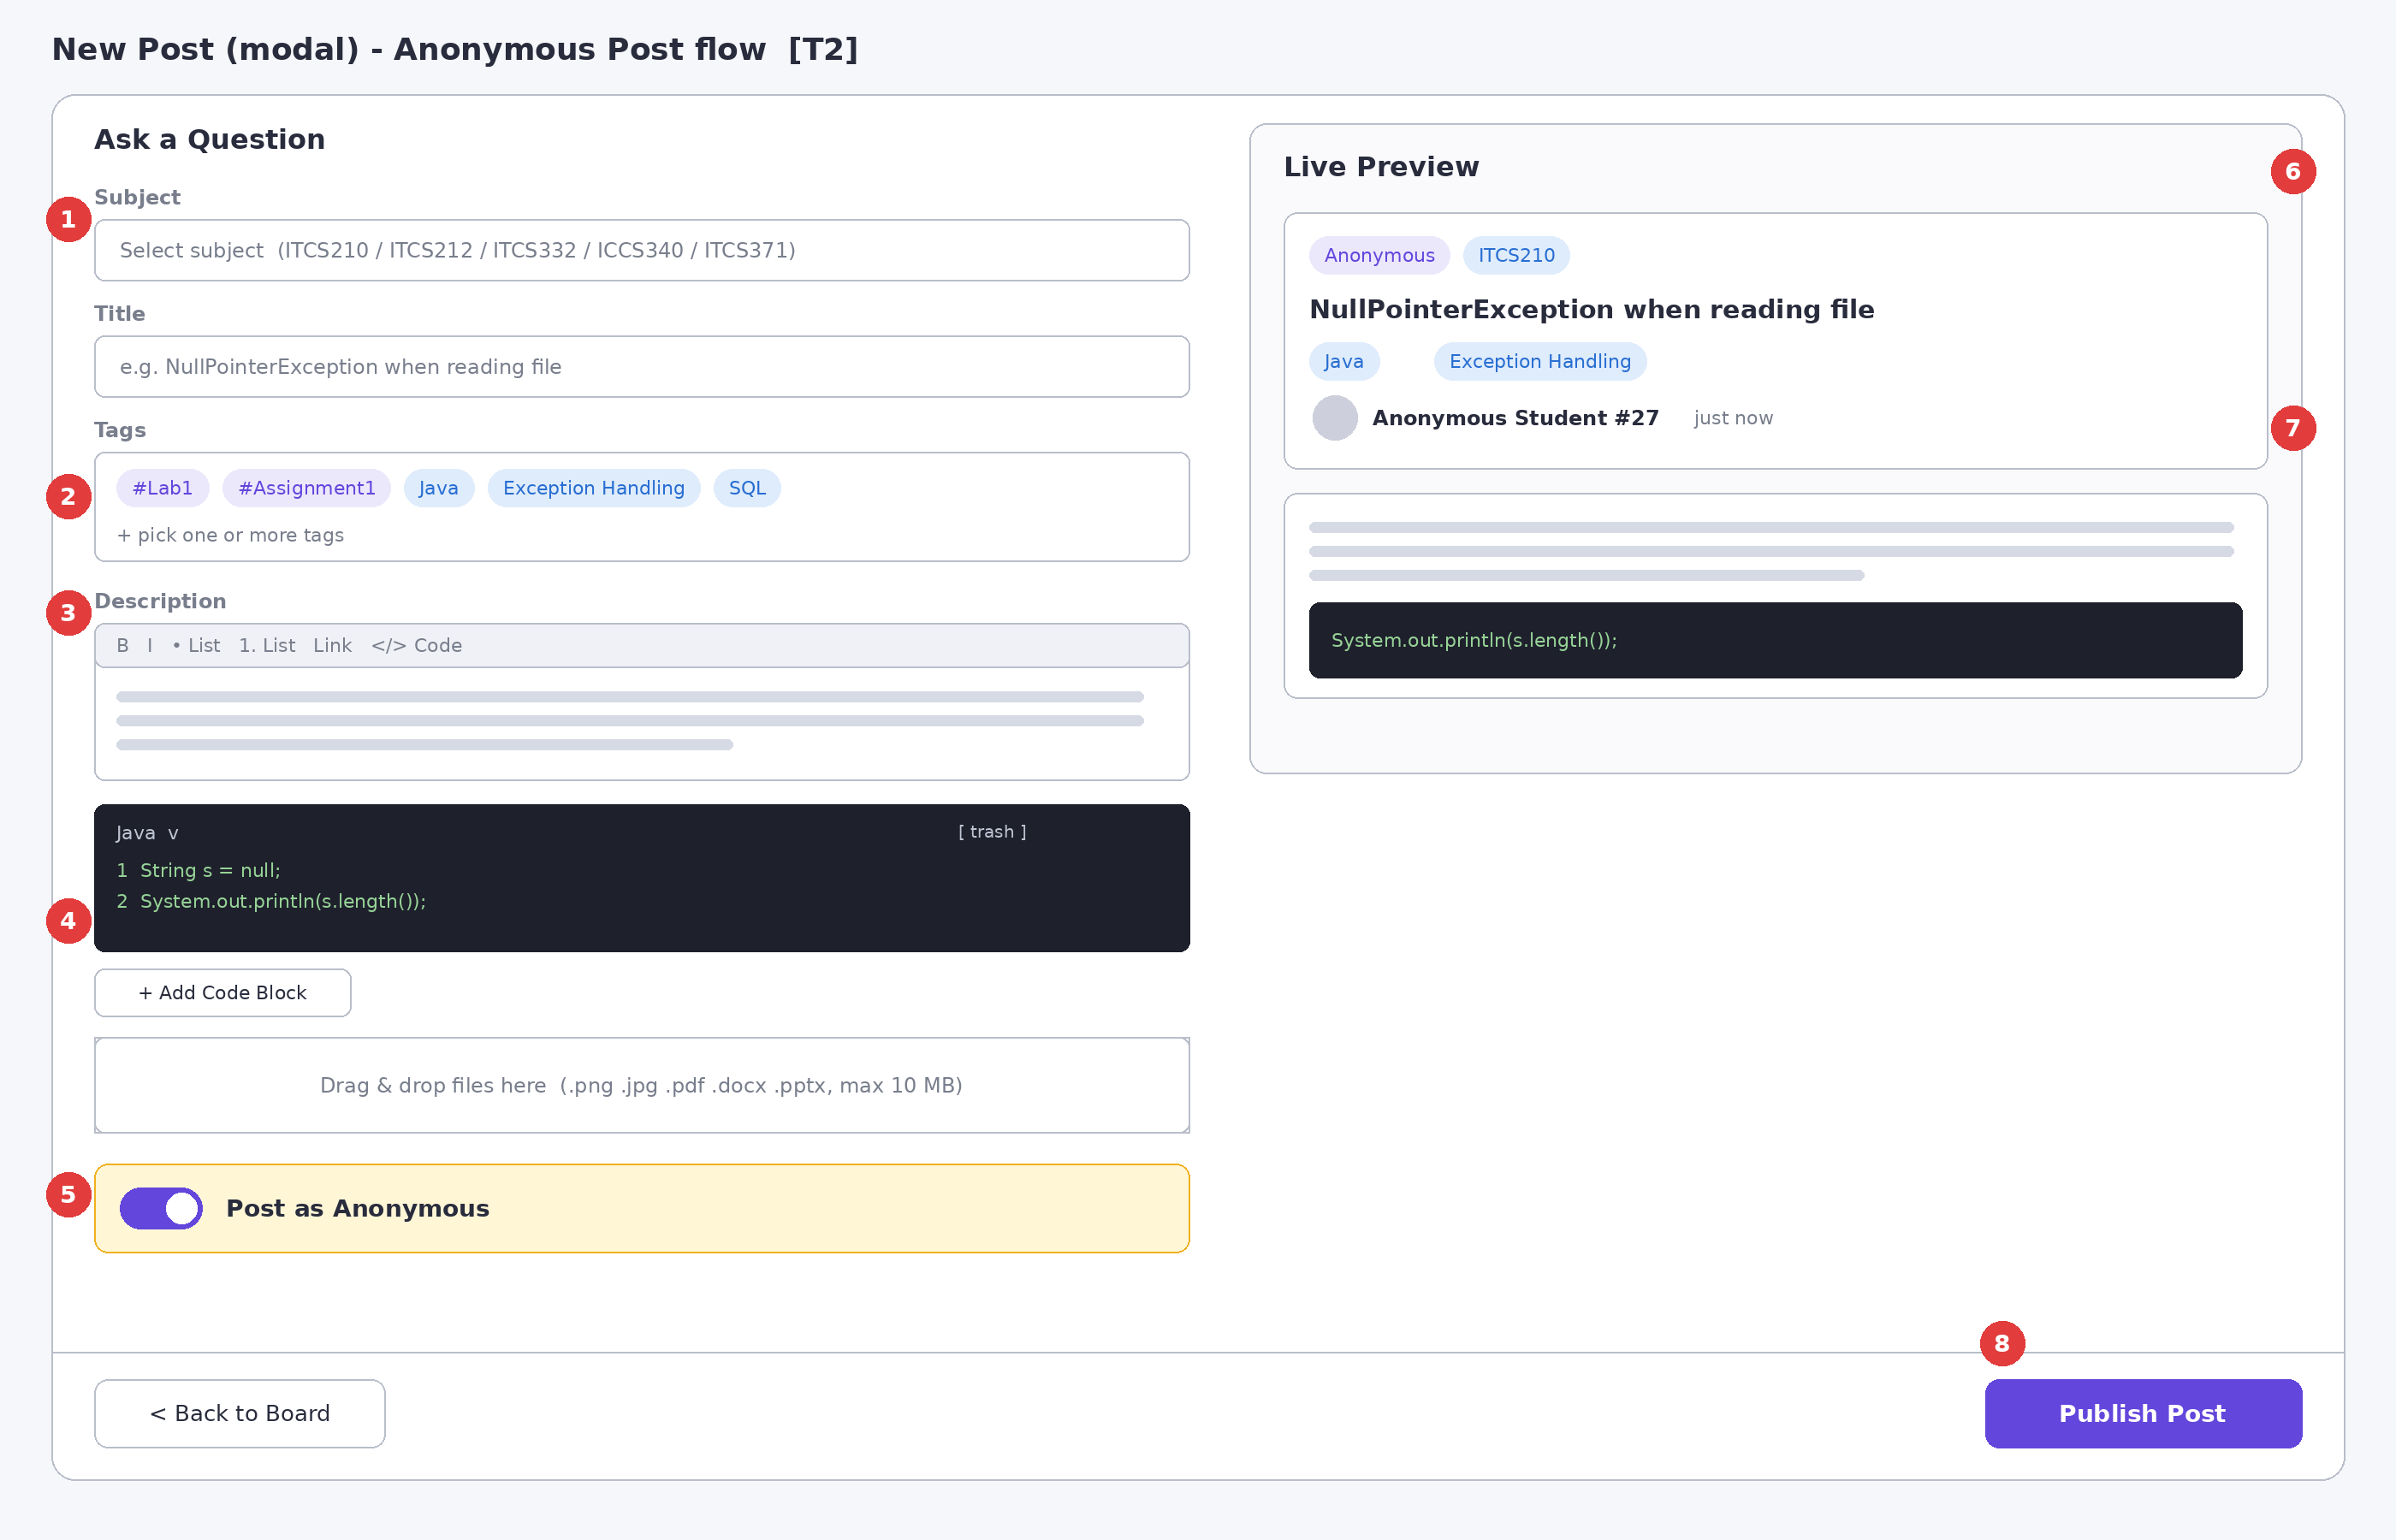 New Post (modal) - Anonymous Post flow [T2]
Ask a Question
1
Subject
Select subject (ITCS210 / ITCS212 / ITCS332 / ICCS340 / ITCS371)
Title
e.g. NullPointerException when reading file
Tags
2
#Lab1 #Assignment1 Java Exception Handling SQL
+ pick one or more tags
3
Description
B I • List 1. List Link </> Code
Java v [ trash ]
1 String s = null;
2 System.out.println(s.length());
4
+ Add Code Block
Drag & drop files here (.png .jpg .pdf .docx .pptx, max 10 MB)
5
Post as Anonymous
Live Preview
6
Anonymous ITCS210
NullPointerException when reading file
Java Exception Handling
Anonymous Student #27 just now
7
System.out.println(s.length());
8
< Back to Board
Publish Post